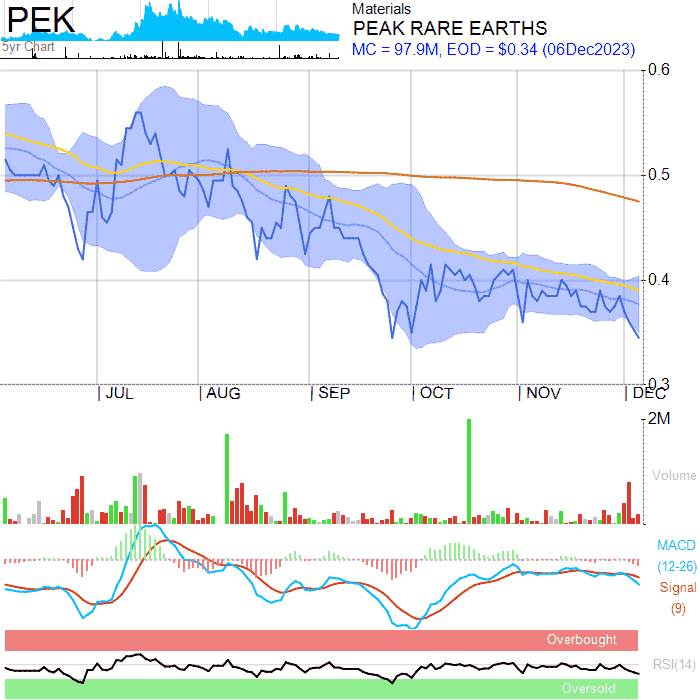 PEK
5yr Chart
Materials
PEAK RARE EARTHS
MC = 97.9M, EOD = $0.34 (06Dec2023)
0.6
0.5
0.4
0.3
JUL AUG SEP OCT NOV DEC
2M
Volume
MACD
(12-26)
Signal
(9)
Overbought
RSI(14)
Oversold